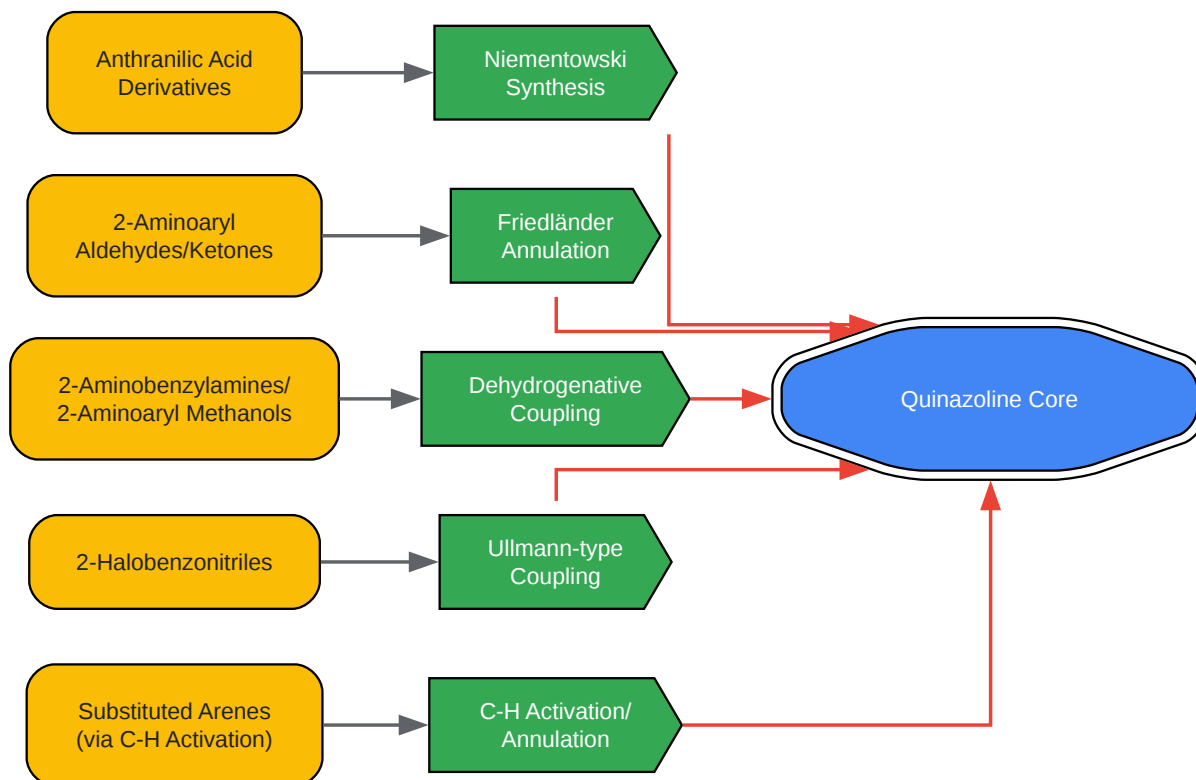 Anthranilic Acid
Derivatives
Niementowski
Synthesis
2-Aminoaryl
Aldehydes/Ketones
Friedländer
Annulation
2-Aminobenzylamines/
2-Aminoaryl Methanols
Dehydrogenative
Coupling
Quinazoline Core
2-Halobenzonitriles
Ullmann-type
Coupling
Substituted Arenes
(via C-H Activation)
C-H Activation/
Annulation